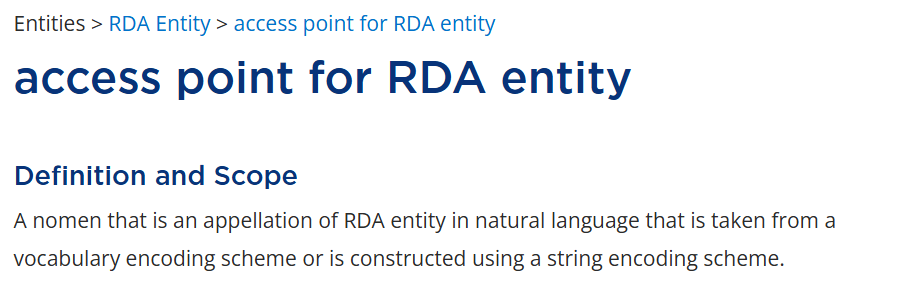 Entities > RDA Entity > access point for RDA entity
access point for RDA entity
Definition and Scope
A nomen that is an appellation of RDA entity in natural language that is taken from a
vocabulary encoding scheme or is constructed using a string encoding scheme.